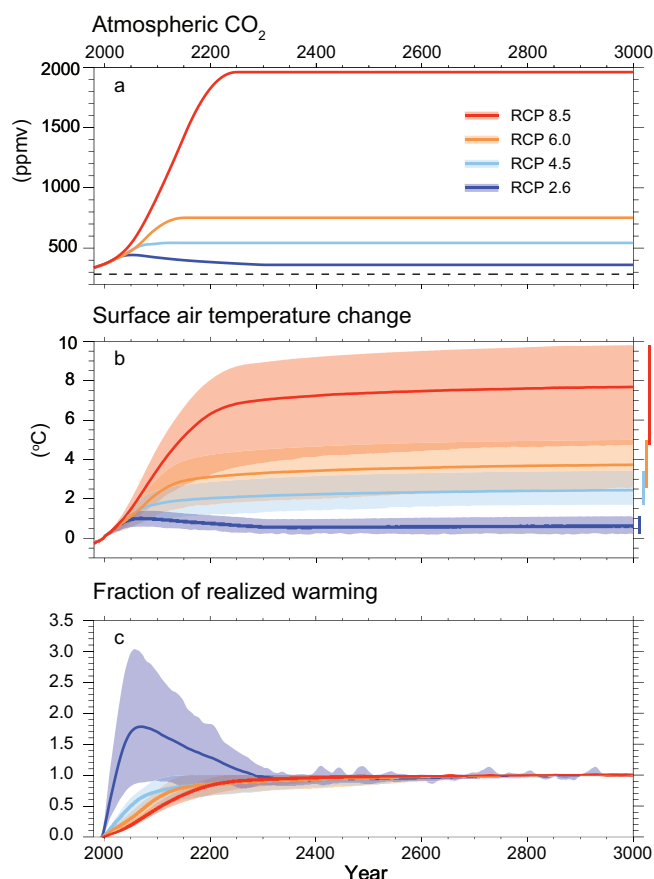 Atmospheric CO2
2000 2200 2400 2600 2800 3000
a
2000
1500
1000
500
(ppmv)
RCP 8.5
RCP 6.0
RCP 4.5
RCP 2.6
Surface air temperature change
b
10
8
6
4
2
0
(°C)
Fraction of realized warming
c
3.5
3.0
2.5
2.0
1.5
1.0
0.5
0.0
2000 2200 2400 2600 2800 3000
Year